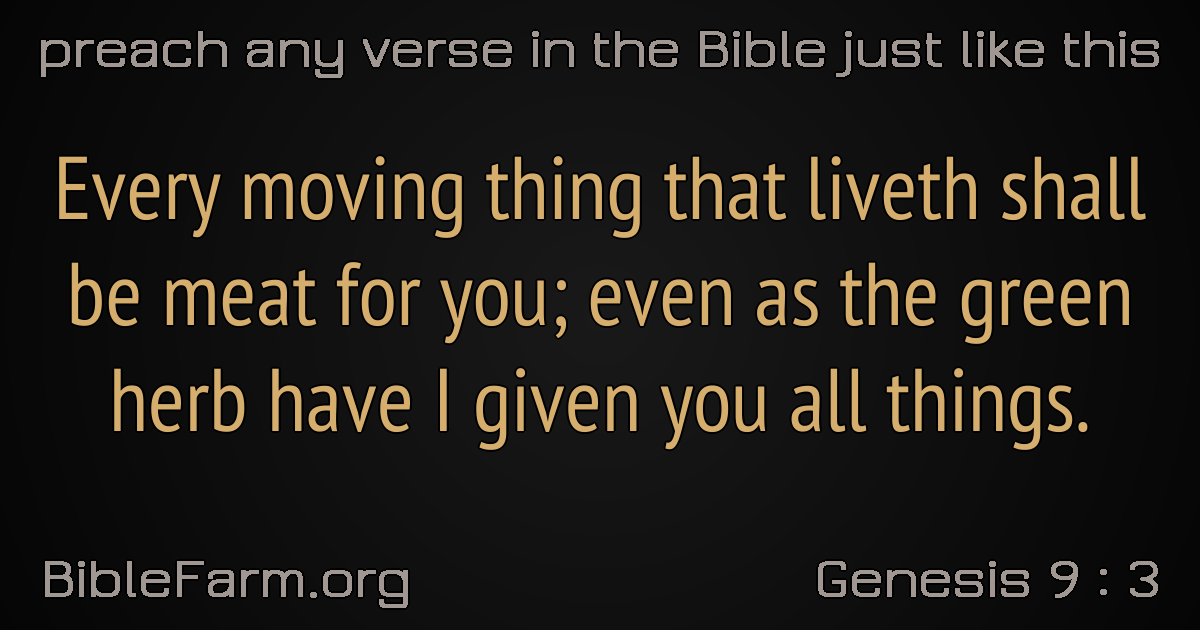 preach any verse in the Bible just like this
Every moving thing that liveth shall
be meat for you; even as the green
herb have I given you all things.
BibleFarm.org
Genesis 9 : 3